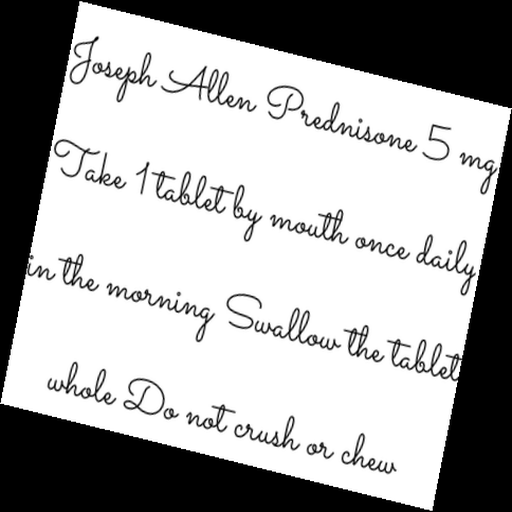 Joseph Allen Prednisone 5 mg
Take 1 tablet by mouth once daily
in the morning Swallow the tablet
whole Do not crush or chew